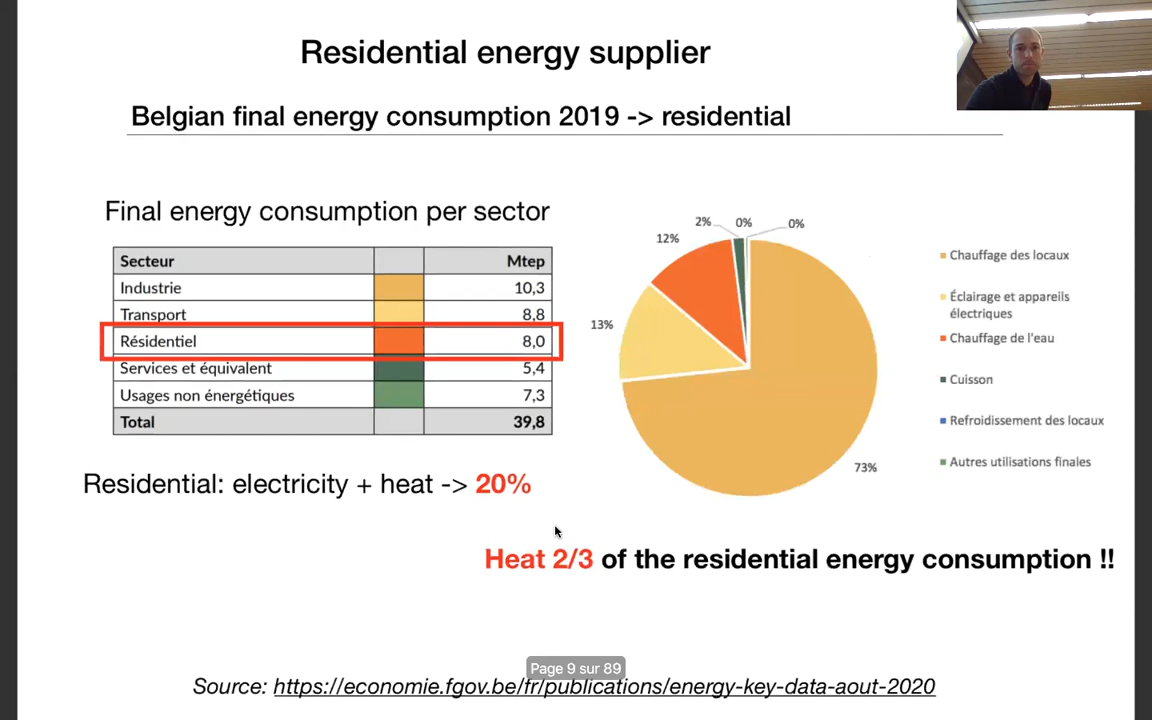 Residential energy supplier
Belgian final energy consumption 2019 -> residential
Final energy consumption per sector
Secteur Mtep
Industrie 10,3
Transport 8,8
Résidentiel 8,0
Services et équivalent 5,4
Usages non énergétiques 7,3
Total 39,8
2% 0% 0%
12%
13%
73%
Chauffage des locaux
Éclairage et appareils
électriques
Chauffage de l'eau
Cuisson
Refroidissement des locaux
Autres utilisations finales
Residential: electricity + heat -> 20%
Heat 2/3 of the residential energy consumption !!
Page 9 sur 89
Source: https://economie.fgov.be/fr/publications/energy-key-data-aout-2020